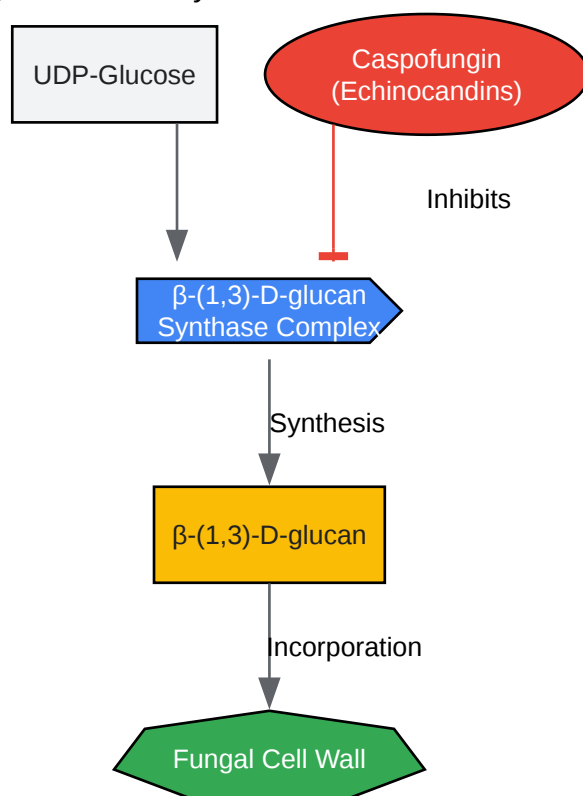 UDP-Glucose
Caspofungin
(Echinocandins)
Inhibits
β-(1,3)-D-glucan
Synthase Complex
Synthesis
β-(1,3)-D-glucan
Incorporation
Fungal Cell Wall